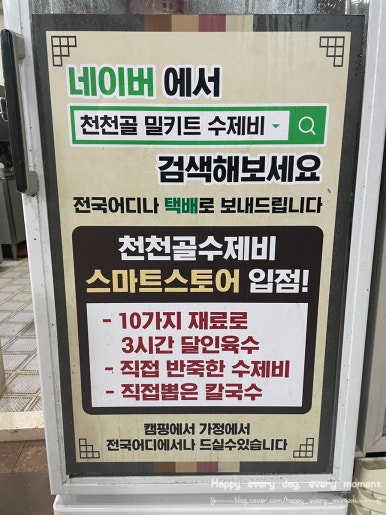 네이버 에서
천천골 밀키트 수제비
검색해보세요
전국어디나 택배로 보내드립니다
천천골수제비
스마트스토어 입점!
- 10가지 재료로
3시간 달인육수
- 직접 반죽한 수제비
- 직접뽑은 칼국수
캠핑에서 가정에서
전국어디에서나 드실수있습니다
Happy every day, every moment
blog.naver.com/happy_every_moment